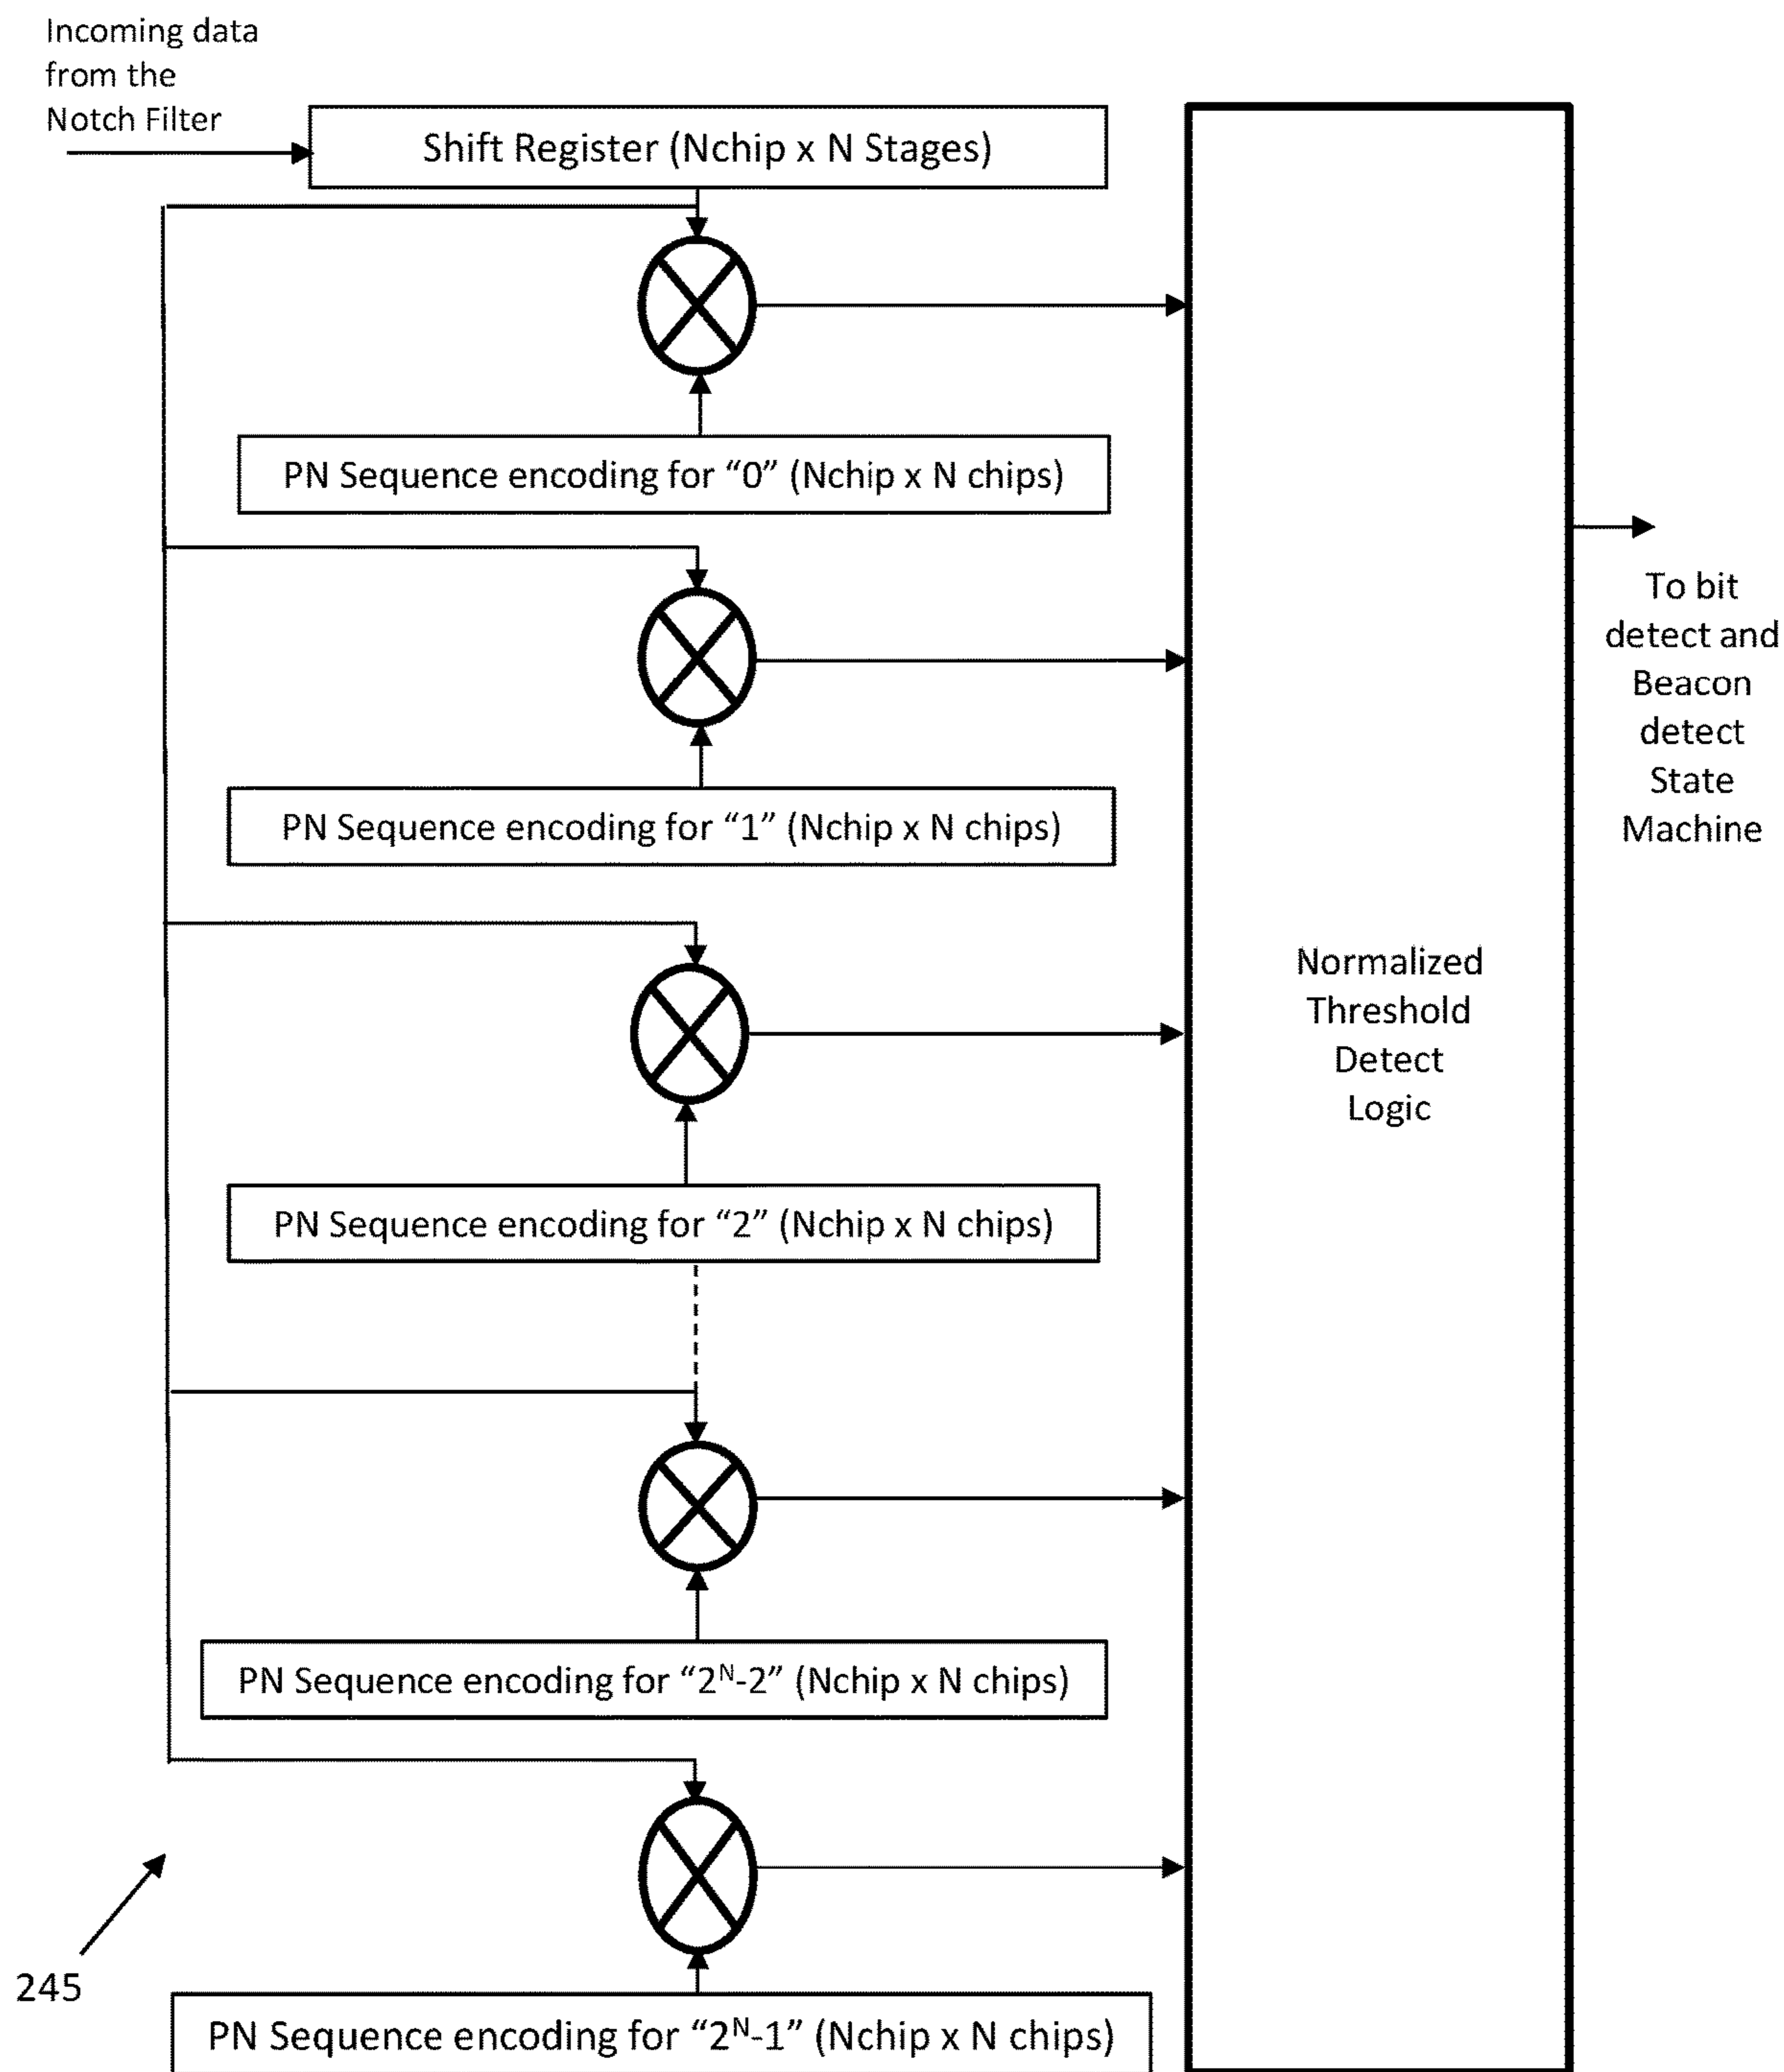 Incoming data
from the
Notch Filter
Shift Register (Nchip x N Stages)
PN Sequence encoding for “0” (Nchip x N chips)
To bit
detect and
Beacon
detect
State
Machine
PN Sequence encoding for “1” (Nchip x N chips)
Normalized
Threshold
Detect
Logic
PN Sequence encoding for “2” (Nchip x N chips)
PN Sequence encoding for “2ᴺ-2” (Nchip x N chips)
245
PN Sequence encoding for “2ᴺ-1” (Nchip x N chips)